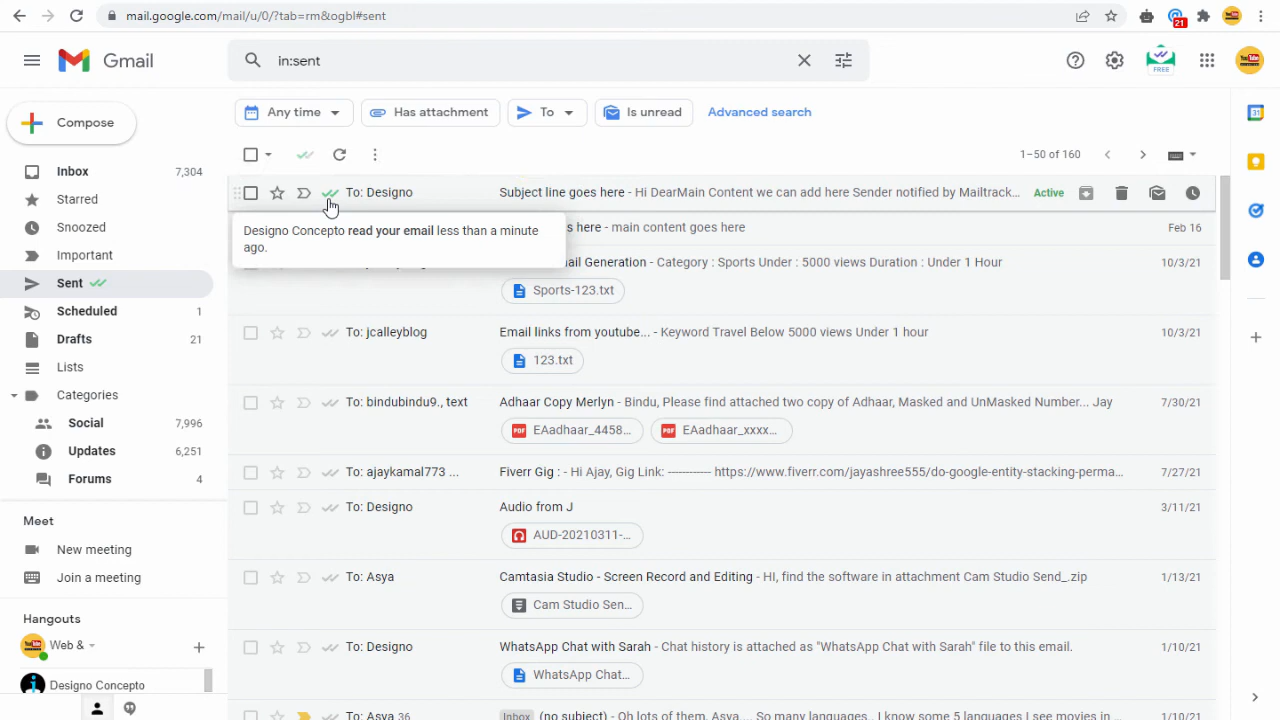 mail.google.com/mail/u/0/?tab=rm&ogbl#sent
21
Gmail
in:sent
FREE
Compose
Any time
Has attachment
To
Is unread
Advanced search
1–50 of 160
Inbox 7,304
Starred
Snoozed
Important
Sent
Scheduled 1
Drafts 21
Lists
Categories
Social 7,996
Updates 6,251
Forums 4
Meet
New meeting
Join a meeting
Hangouts
Web &
Designo Concepto
To: Designo Subject line goes here - Hi DearMain Content we can add here Sender notified by Mailtrack... Active
Designo Concepto read your email less than a minute
ago.
s here - main content goes here Feb 16
ail Generation - Category : Sports Under : 5000 views Duration : Under 1 Hour 10/3/21
Sports-123.txt
To: jcalleyblog Email links from youtube... - Keyword Travel Below 5000 views Under 1 hour 10/3/21
123.txt
To: bindubindu9., text Adhaar Copy Merlyn - Bindu, Please find attached two copy of Adhaar, Masked and UnMasked Number... Jay 7/30/21
EAadhaar_4458... EAadhaar_xxxx...
To: ajaykamal773 ... Fiverr Gig : - Hi Ajay, Gig Link: ------------ https://www.fiverr.com/jayashree555/do-google-entity-stacking-perma... 7/27/21
To: Designo Audio from J 3/11/21
AUD-20210311-...
To: Asya Camtasia Studio - Screen Record and Editing - HI, find the software in attachment Cam Studio Send_.zip 1/13/21
Cam Studio Sen...
To: Designo WhatsApp Chat with Sarah - Chat history is attached as "WhatsApp Chat with Sarah" file to this email. 1/10/21
WhatsApp Chat...
To: Asya 36 Inbox (no subject) - Oh lots of them, Asya.... So many languages.. I know some 5 languages I see movies in ... 1/10/21